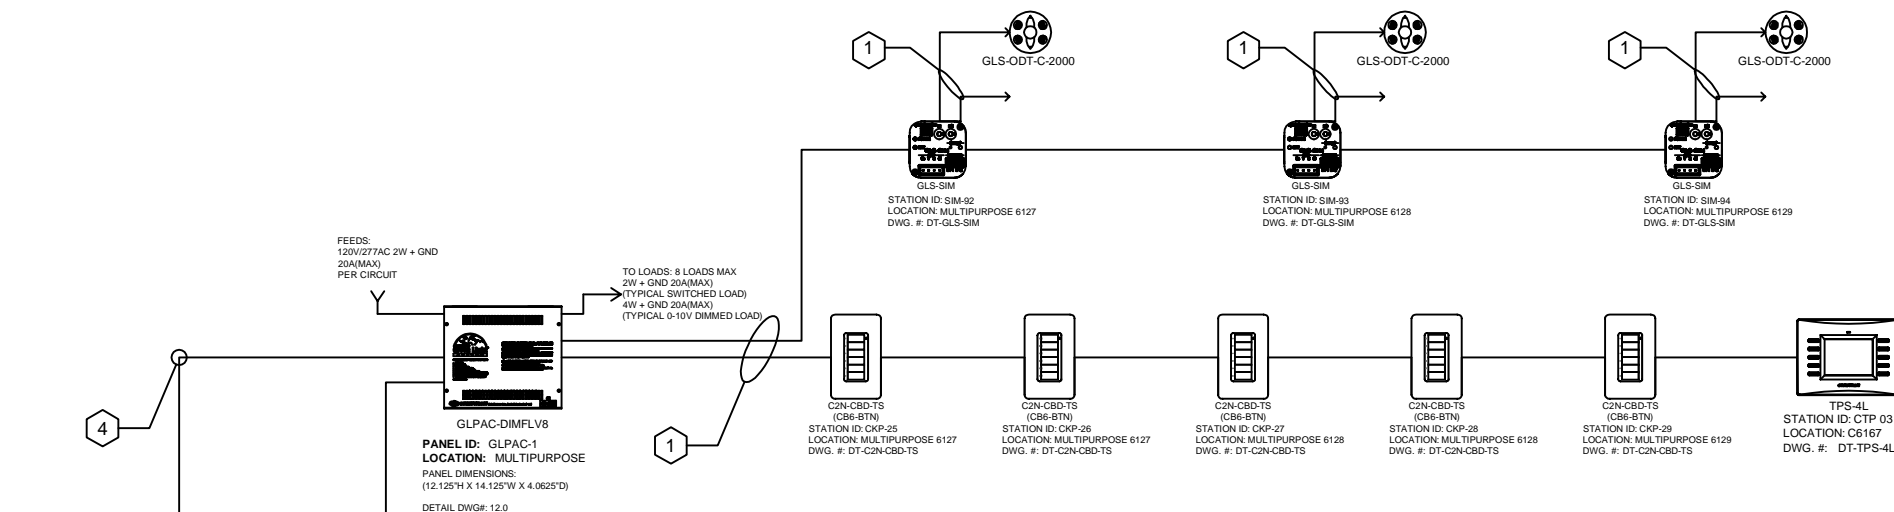 1
GLS-ODT-C-2000
1
GLS-ODT-C-2000
1
GLS-ODT-C-2000
GLS-SIM
STATION ID: SIM-92
LOCATION: MULTIPURPOSE 6127
DWG. #: DT-GLS-SIM
GLS-SIM
STATION ID: SIM-93
LOCATION: MULTIPURPOSE 6128
DWG. #: DT-GLS-SIM
GLS-SIM
STATION ID: SIM-94
LOCATION: MULTIPURPOSE 6129
DWG. #: DT-GLS-SIM
FEEDS:
120V/277AC 2W + GND
20A(MAX)
PER CIRCUIT
TO LOADS: 8 LOADS MAX
2W + GND 20A(MAX)
(TYPICAL SWITCHED LOAD)
4W + GND 20A(MAX)
(TYPICAL 0-10V DIMMED LOAD)
4
GLPAC-DIMFLV8
PANEL ID: GLPAC-1
LOCATION: MULTIPURPOSE
PANEL DIMENSIONS:
(12.125"H X 14.125"W X 4.0625"D)
DETAIL DWG#: 12.0
1
C2N-CBD-TS
(CB6-BTN)
STATION ID: CKP-25
LOCATION: MULTIPURPOSE 6127
DWG. #: DT-C2N-CBD-TS
C2N-CBD-TS
(CB6-BTN)
STATION ID: CKP-26
LOCATION: MULTIPURPOSE 6127
DWG. #: DT-C2N-CBD-TS
C2N-CBD-TS
(CB6-BTN)
STATION ID: CKP-27
LOCATION: MULTIPURPOSE 6128
DWG. #: DT-C2N-CBD-TS
C2N-CBD-TS
(CB6-BTN)
STATION ID: CKP-28
LOCATION: MULTIPURPOSE 6128
DWG. #: DT-C2N-CBD-TS
C2N-CBD-TS
(CB6-BTN)
STATION ID: CKP-29
LOCATION: MULTIPURPOSE 6129
DWG. #: DT-C2N-CBD-TS
TPS-4L
STATION ID: CTP 03
LOCATION: C6167
DWG. #: DT-TPS-4L